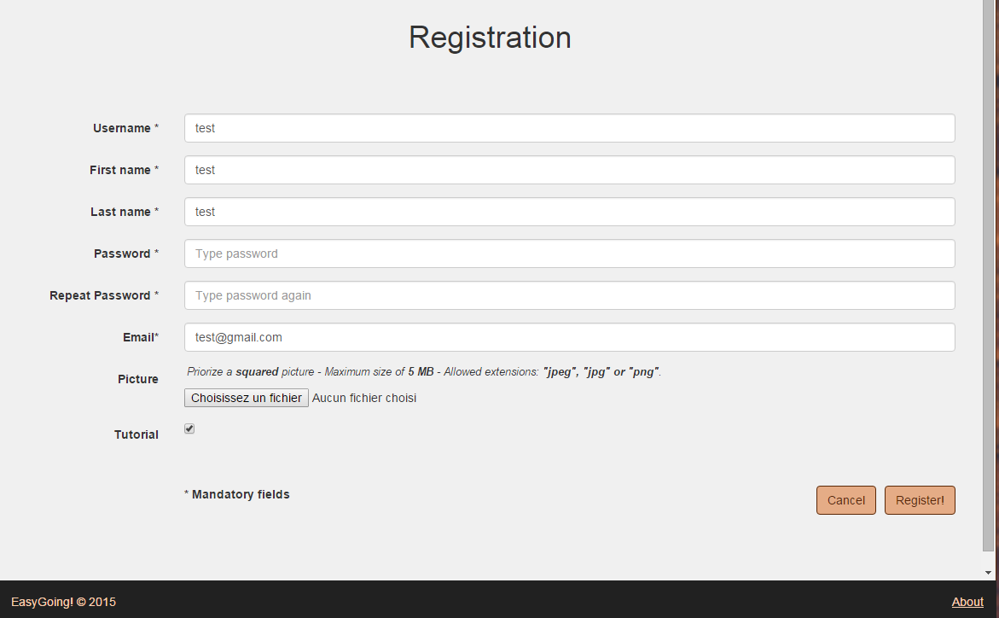 Registration
Username * test
First name * test
Last name * test
Password * Type password
Repeat Password * Type password again
Email* test@gmail.com
Picture Priorize a squared picture - Maximum size of 5 MB - Allowed extensions: "jpeg", "jpg" or "png".
Choisissez un fichier Aucun fichier choisi
Tutorial
* Mandatory fields Cancel Register!
EasyGoing! © 2015 About